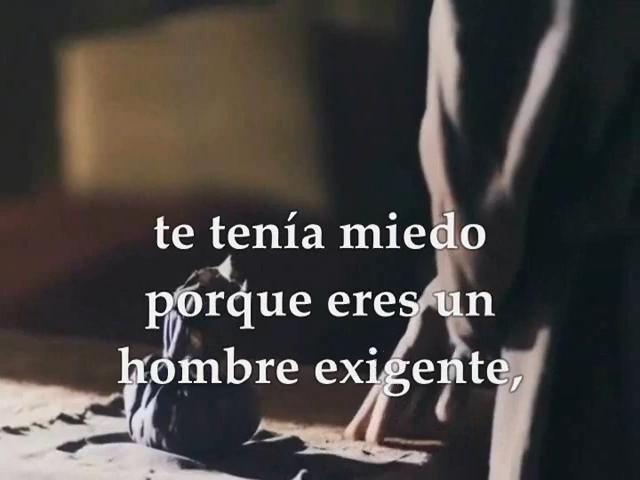 te tenía miedo
porque eres un
hombre exigente,